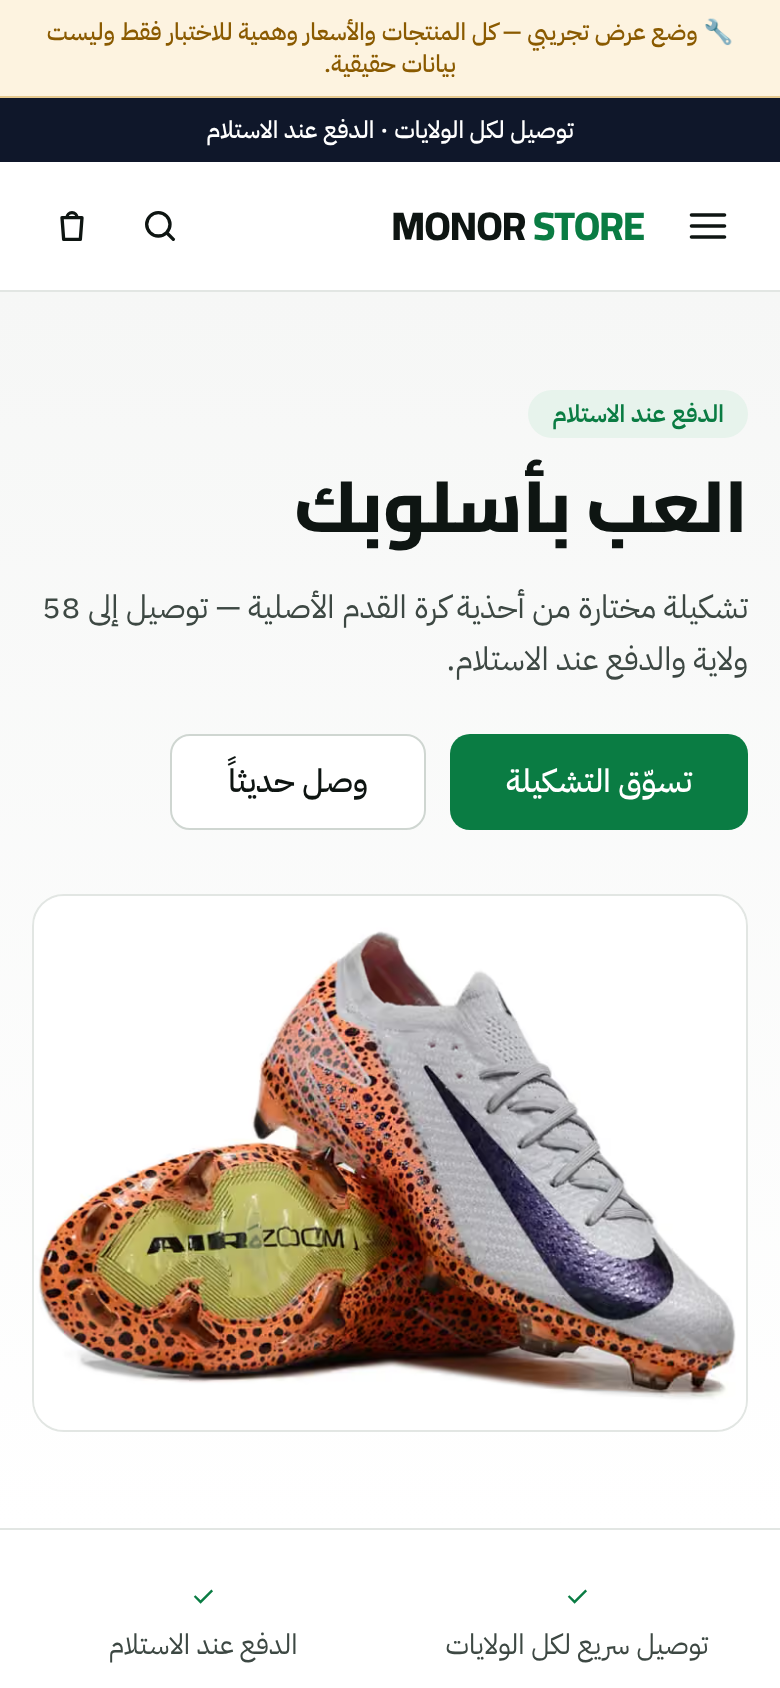 🔧 وضع عرض تجريبي — كل المنتجات والأسعار وهمية للاختبار فقط وليست
بيانات حقيقية.
توصيل لكل الولايات · الدفع عند الاستلام
MONOR STORE
الدفع عند الاستلام
العب بأسلوبك
تشكيلة مختارة من أحذية كرة القدم الأصلية — توصيل إلى 58
ولاية والدفع عند الاستلام.
تسوّق التشكيلة
وصل حديثاً
AIR ZOOM
توصيل سريع لكل الولايات
الدفع عند الاستلام